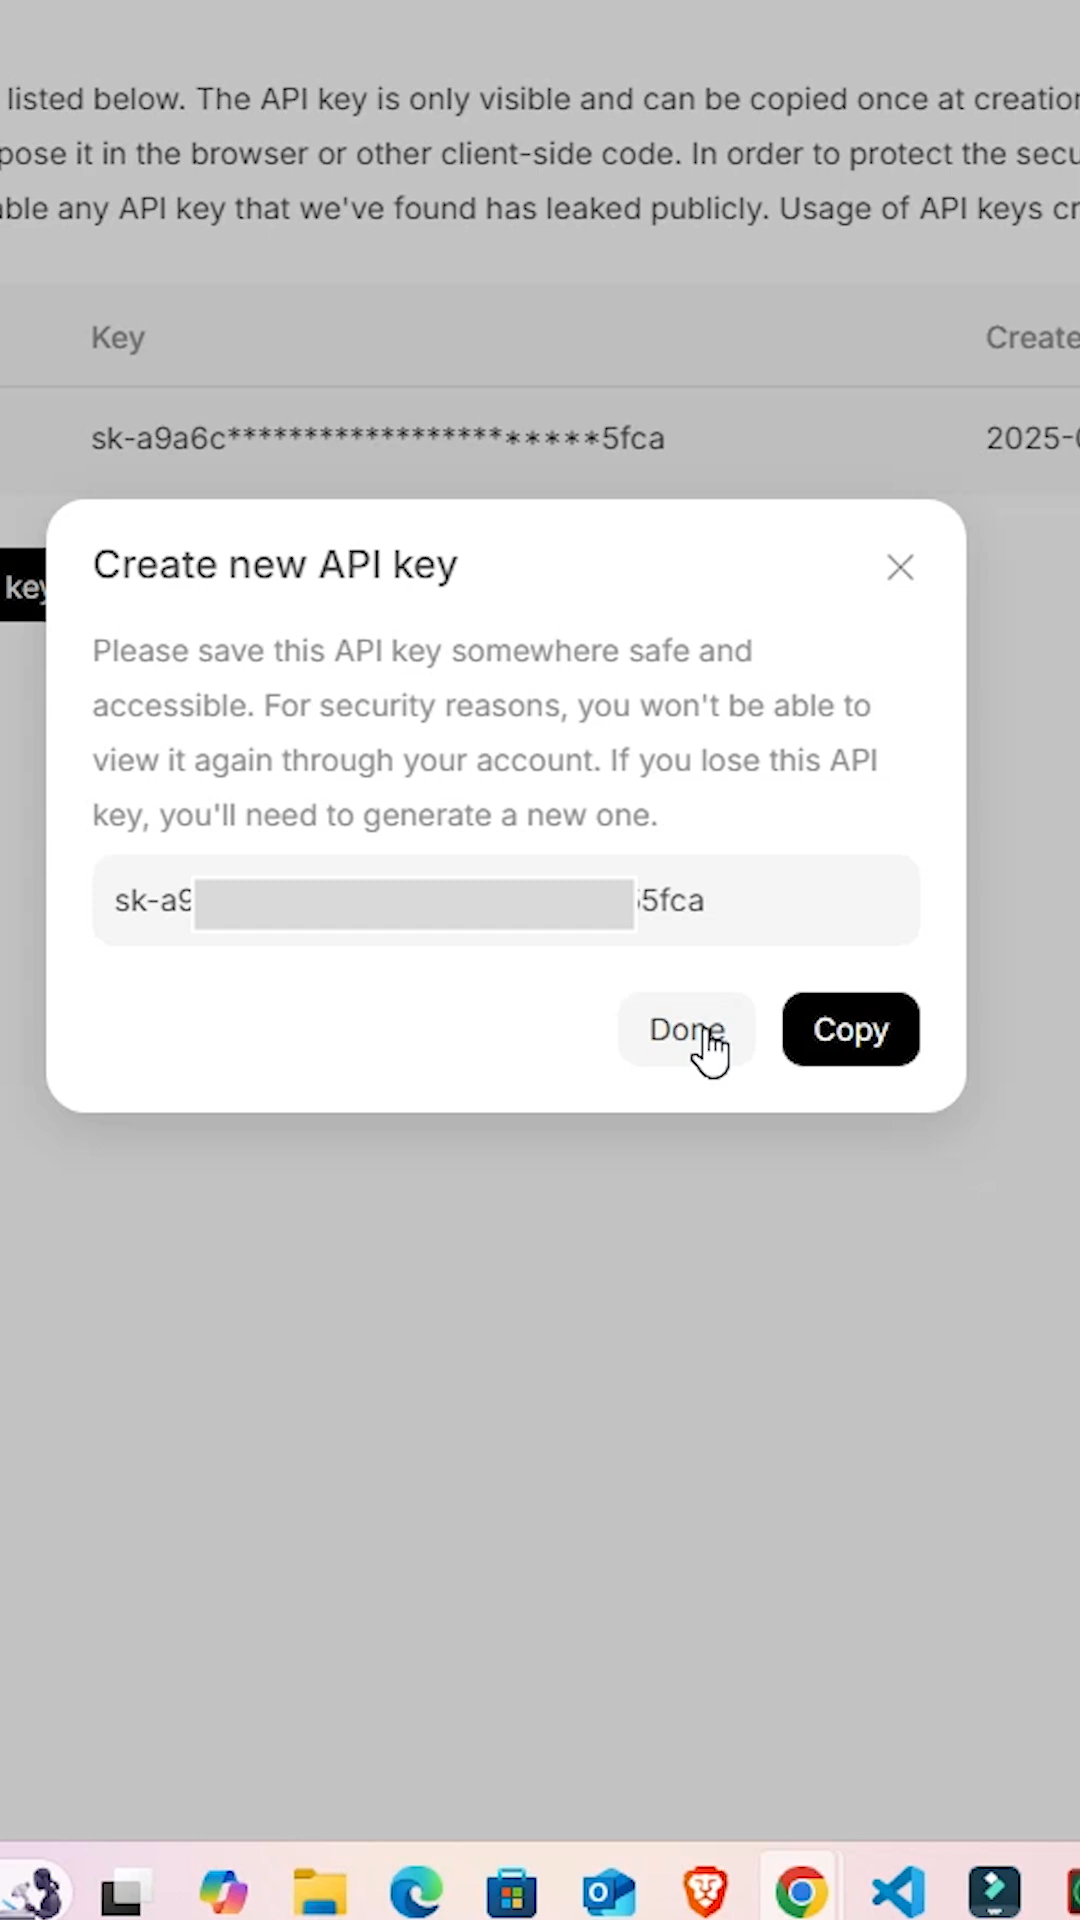 listed below. The API key is only visible and can be copied once at creation
pose it in the browser or other client-side code. In order to protect the secu
able any API key that we've found has leaked publicly. Usage of API keys cr
Key Create
sk-a9a6c**********************5fca 2025-0
key
Create new API key
Please save this API key somewhere safe and
accessible. For security reasons, you won't be able to
view it again through your account. If you lose this API
key, you'll need to generate a new one.
sk-a9 5fca
Done Copy